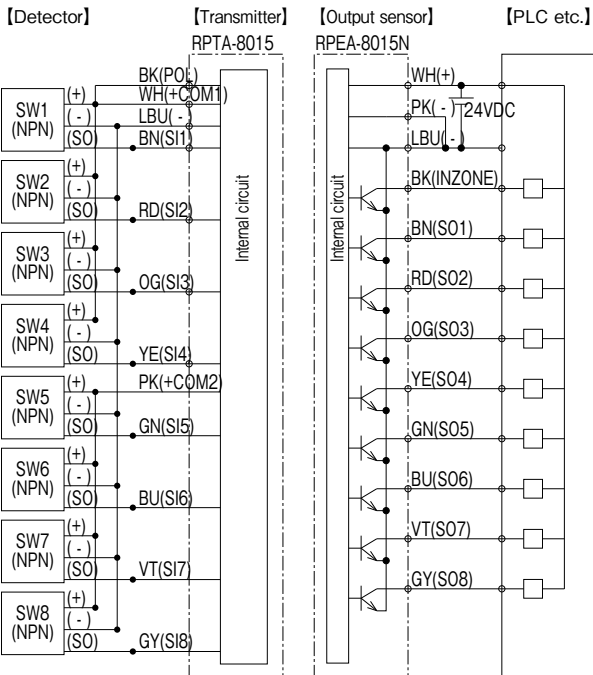 【Detector】 【Transmitter】 【Output sensor】 【PLC etc.】
RPTA-8015 RPEA-8015N
BK(POL)
WH(+COM1)
LBU( - )
BN(SI1)
SW1
(NPN)
(+)
( - )
(SO)
SW2
(NPN)
(+)
( - )
(SO)
RD(SI2)
SW3
(NPN)
(+)
( - )
(SO)
OG(SI3)
SW4
(NPN)
(+)
( - )
(SO)
YE(SI4)
PK(+COM2)
SW5
(NPN)
(+)
( - )
(SO)
GN(SI5)
SW6
(NPN)
(+)
( - )
(SO)
BU(SI6)
SW7
(NPN)
(+)
( - )
(SO)
VT(SI7)
SW8
(NPN)
(+)
( - )
(SO)
GY(SI8)
Internal circuit
Internal circuit
WH(+)
PK( - )
24VDC
LBU( - )
BK(INZONE)
BN(SO1)
RD(SO2)
OG(SO3)
YE(SO4)
GN(SO5)
BU(SO6)
VT(SO7)
GY(SO8)